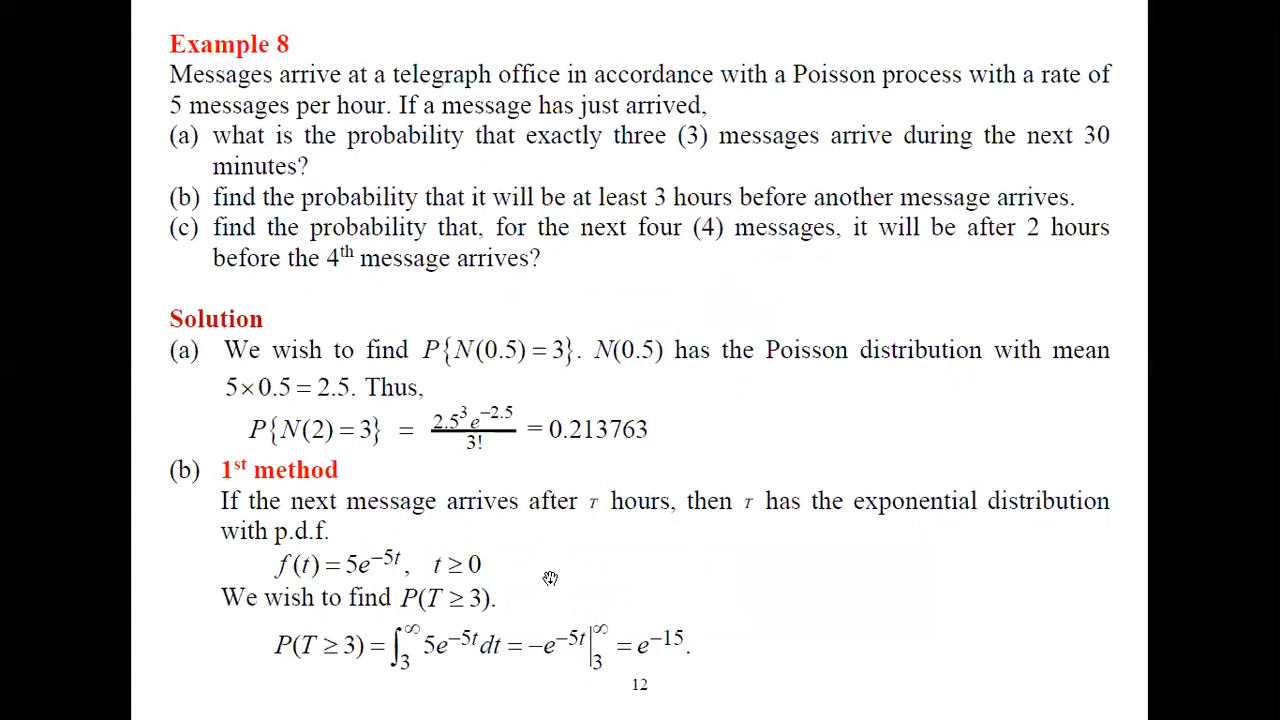 Example 8
Messages arrive at a telegraph office in accordance with a Poisson process with a rate of
5 messages per hour. If a message has just arrived,
(a) what is the probability that exactly three (3) messages arrive during the next 30
minutes?
(b) find the probability that it will be at least 3 hours before another message arrives.
(c) find the probability that, for the next four (4) messages, it will be after 2 hours
before the 4th message arrives?
Solution
(a) We wish to find P{N(0.5) = 3}. N(0.5) has the Poisson distribution with mean
5×0.5 = 2.5. Thus,
P{N(2) = 3} = \frac{2.5^3 e^{-2.5}}{3!} = 0.213763
(b) 1st method
If the next message arrives after T hours, then T has the exponential distribution
with p.d.f.
f(t) = 5e^{-5t}, t ≥ 0
We wish to find P(T ≥ 3).
P(T ≥ 3) = ∫_3^∞ 5e^{-5t} dt = -e^{-5t}|_3^∞ = e^{-15}.
12